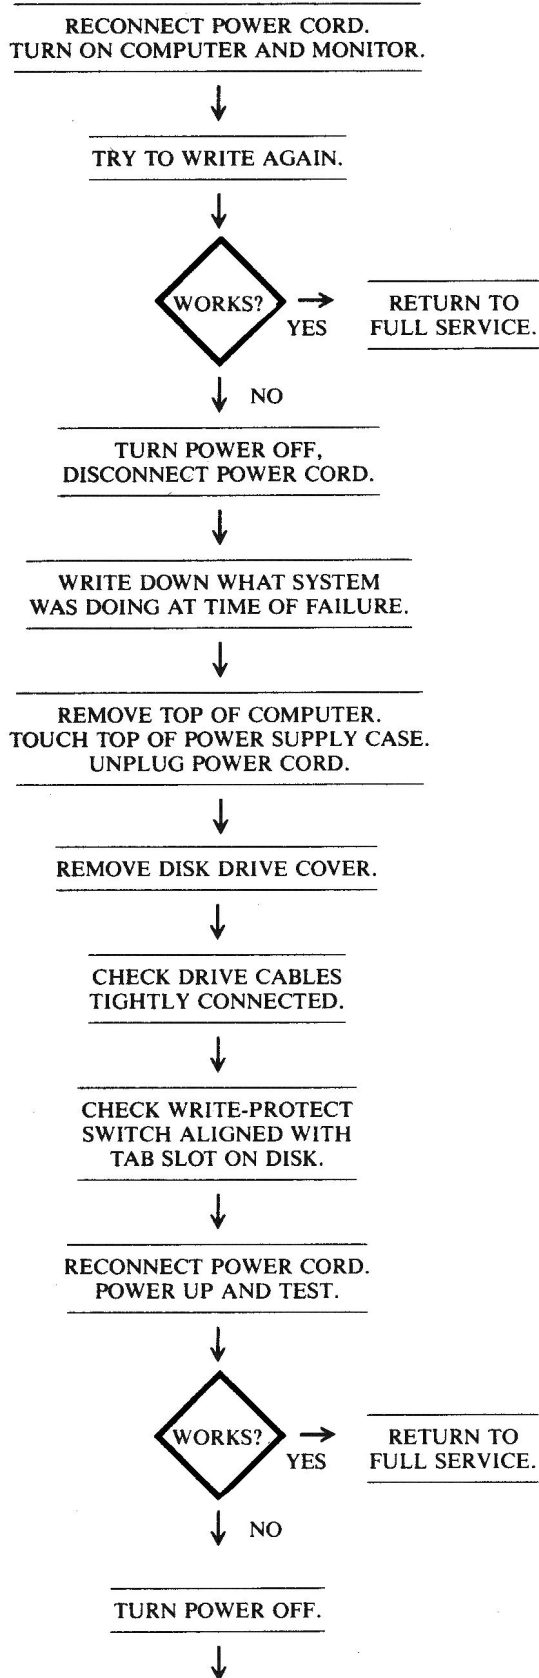 RECONNECT POWER CORD.
TURN ON COMPUTER AND MONITOR.
TRY TO WRITE AGAIN.
WORKS?
YES
RETURN TO
FULL SERVICE.
NO
TURN POWER OFF,
DISCONNECT POWER CORD.
WRITE DOWN WHAT SYSTEM
WAS DOING AT TIME OF FAILURE.
REMOVE TOP OF COMPUTER.
TOUCH TOP OF POWER SUPPLY CASE.
UNPLUG POWER CORD.
REMOVE DISK DRIVE COVER.
CHECK DRIVE CABLES
TIGHTLY CONNECTED.
CHECK WRITE-PROTECT
SWITCH ALIGNED WITH
TAB SLOT ON DISK.
RECONNECT POWER CORD.
POWER UP AND TEST.
WORKS?
YES
RETURN TO
FULL SERVICE.
NO
TURN POWER OFF.